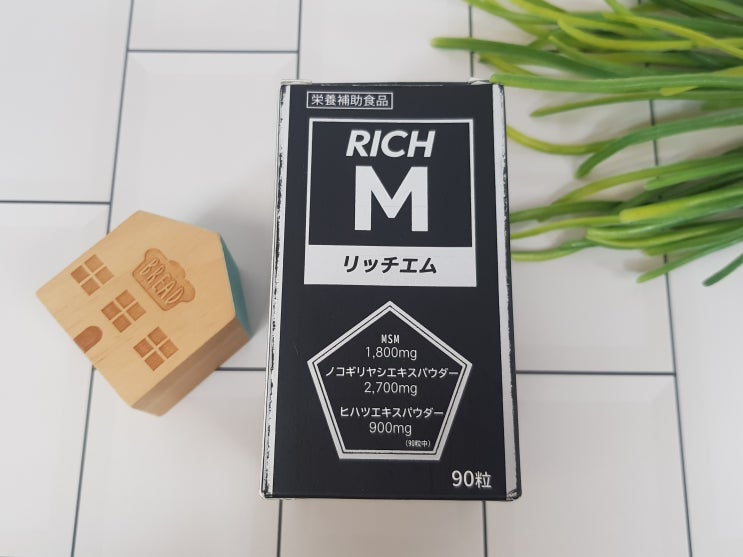 栄養補助食品
RICH
M
リッチエム
MSM
1,800mg
ノコギリヤシエキスパウダー
2,700mg
ヒハツエキスパウダー
900mg
(90粒中)
90粒
BREAD